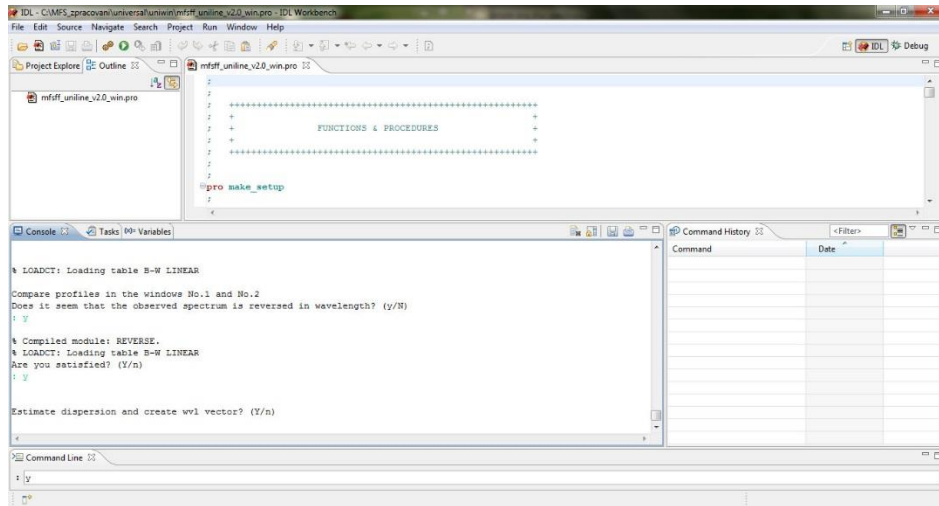 IDL - C:\MFS_zpracovani\universal\uniwin\mfsff_uniline_v2.0_win.pro - IDL Workbench
File Edit Source Navigate Search Project Run Window Help
IDL Debug
Project Explore Outline
mfsff_uniline_v2.0_win.pro
mfsff_uniline_v2.0_win.pro
;
;
; ++++++++++++++++++++++++++++++++++++++++++++++++++++++++
; + +
; + FUNCTIONS & PROCEDURES +
; + +
; ++++++++++++++++++++++++++++++++++++++++++++++++++++++++
;
;
pro make_setup
;
Console Tasks Variables
% LOADCT: Loading table B-W LINEAR
Compare profiles in the windows No.1 and No.2
Does it seem that the observed spectrum is reversed in wavelength? (y/N)
: y
% Compiled module: REVERSE.
% LOADCT: Loading table B-W LINEAR
Are you satisfied? (Y/n)
: y
Estimate dispersion and create wvl vector? (Y/n)
Command History
<Filter>
Command Date
Command Line
: y